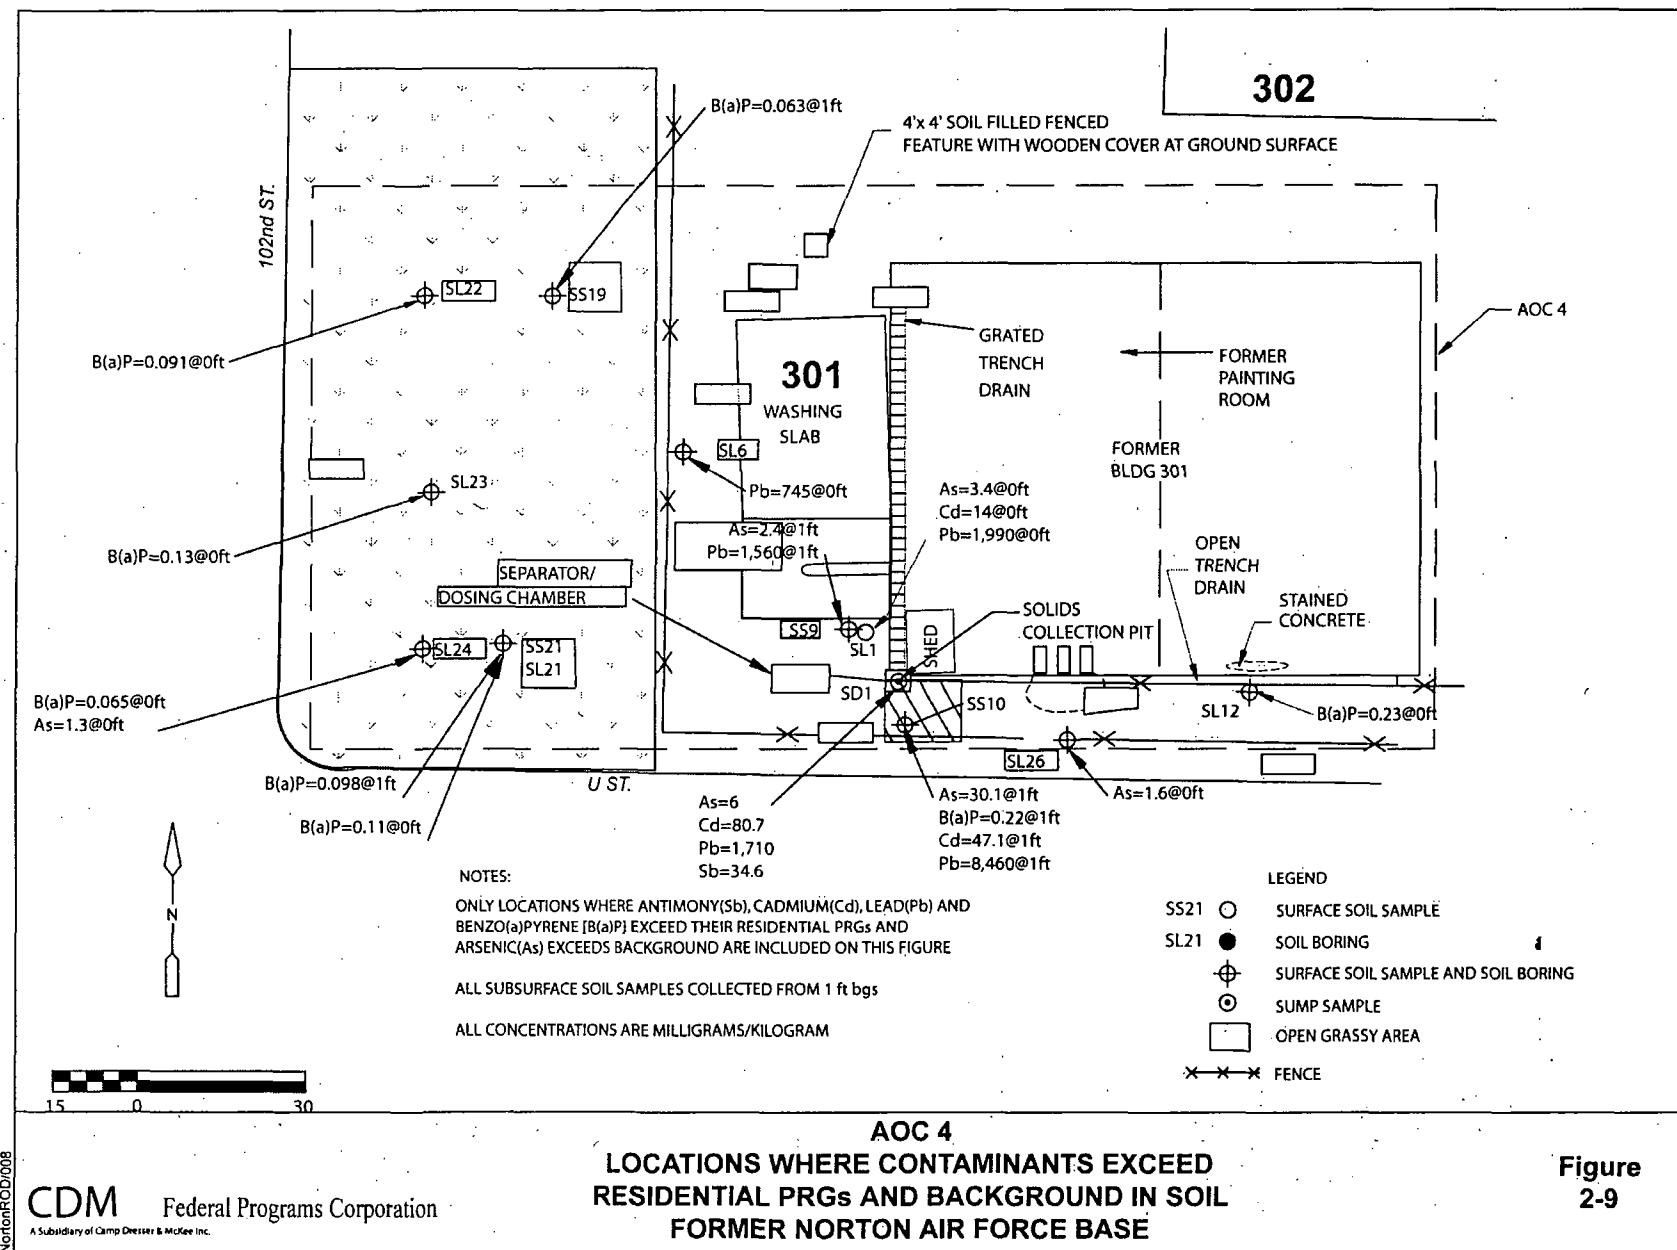 302
B(a)P=0.063@1ft
4'x 4' SOIL FILLED FENCED
FEATURE WITH WOODEN COVER AT GROUND SURFACE
102nd ST.
SL22
SS19
AOC 4
B(a)P=0.091@0ft
GRATED
TRENCH
DRAIN
FORMER
PAINTING
ROOM
301
WASHING
SLAB
SL6
FORMER
BLDG 301
SL23
Pb=745@0ft
As=3.4@0ft
Cd=14@0ft
Pb=1,990@0ft
As=2.4@1ft
Pb=1,560@1ft
B(a)P=0.13@0ft
OPEN
TRENCH
DRAIN
SEPARATOR/
DOSING CHAMBER
STAINED
CONCRETE
SOLIDS
COLLECTION PIT
SS9
SL1
SHED
SL24
SS21
SL21
SD1
SS10
SL12
B(a)P=0.23@0ft
B(a)P=0.065@0ft
As=1.3@0ft
SL26
B(a)P=0.098@1ft
U ST.
As=1.6@0ft
B(a)P=0.11@0ft
As=6
Cd=80.7
Pb=1,710
Sb=34.6
As=30.1@1ft
B(a)P=0.22@1ft
Cd=47.1@1ft
Pb=8,460@1ft
N
NOTES:
ONLY LOCATIONS WHERE ANTIMONY(Sb), CADMIUM(Cd), LEAD(Pb) AND
BENZO(a)PYRENE [B(a)P] EXCEED THEIR RESIDENTIAL PRGs AND
ARSENIC(As) EXCEEDS BACKGROUND ARE INCLUDED ON THIS FIGURE
ALL SUBSURFACE SOIL SAMPLES COLLECTED FROM 1 ft bgs
ALL CONCENTRATIONS ARE MILLIGRAMS/KILOGRAM
LEGEND
SS21 SURFACE SOIL SAMPLE
SL21 SOIL BORING
SURFACE SOIL SAMPLE AND SOIL BORING
SUMP SAMPLE
OPEN GRASSY AREA
FENCE
15 0 30
NortonROD/008
CDM Federal Programs Corporation
A Subsidiary of Camp Dresser & McKee Inc.
AOC 4
LOCATIONS WHERE CONTAMINANTS EXCEED
RESIDENTIAL PRGs AND BACKGROUND IN SOIL
FORMER NORTON AIR FORCE BASE
Figure
2-9